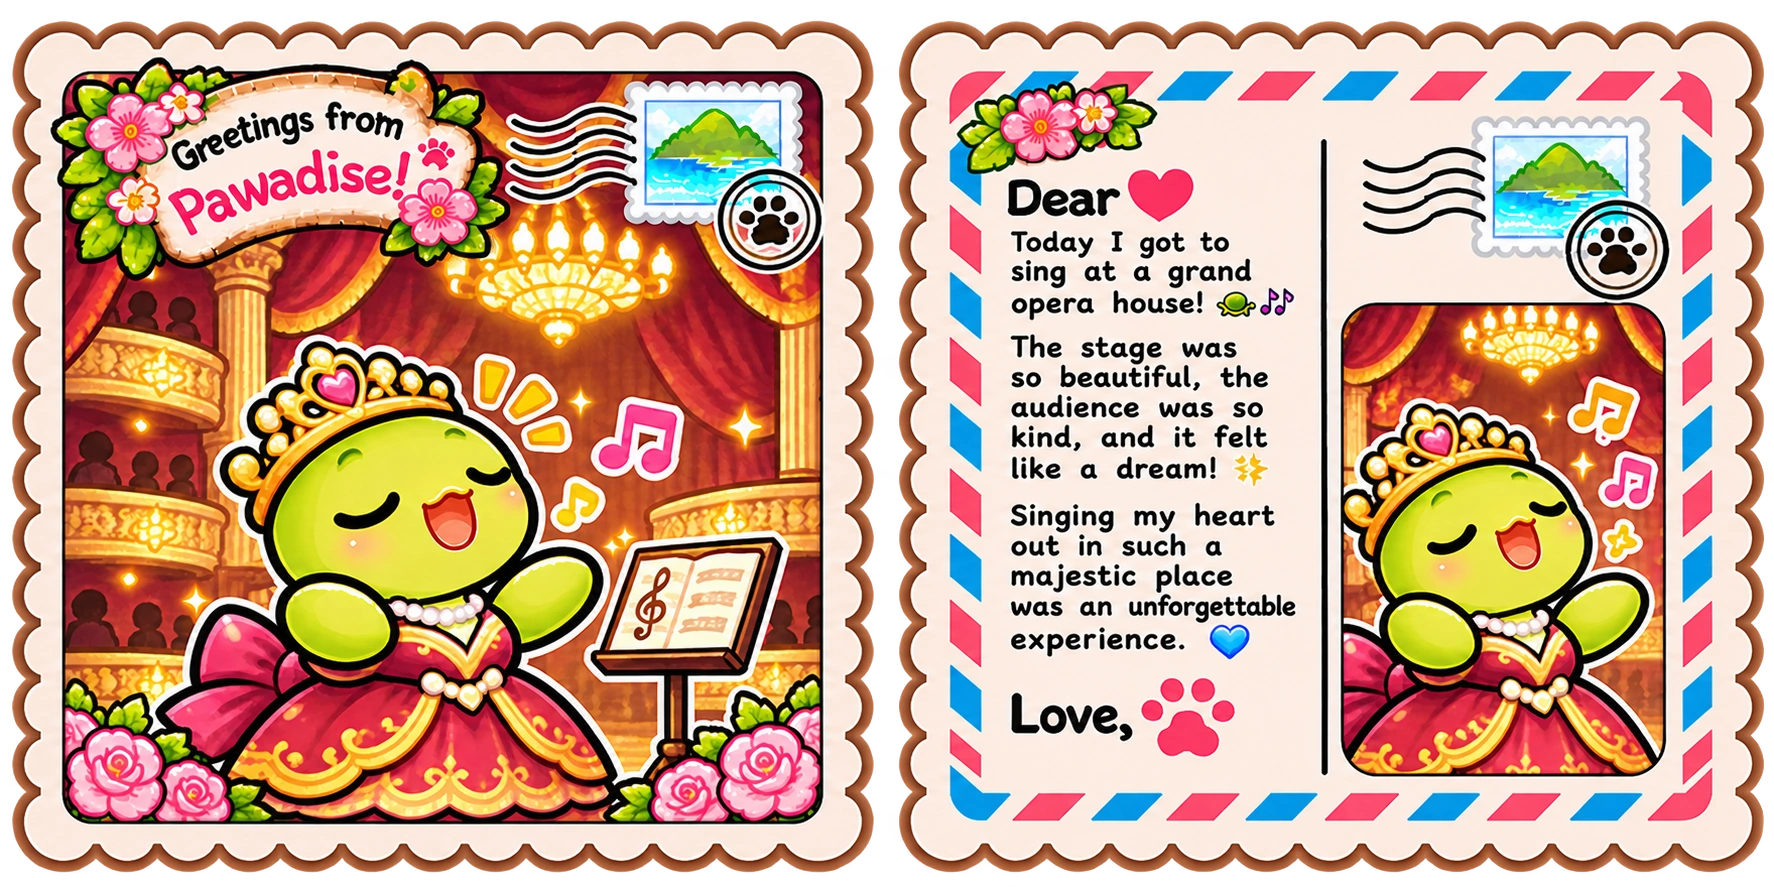 Greetings from
Pawadise!
Dear
Today I got to
sing at a grand
opera house!
The stage was
so beautiful, the
audience was so
kind, and it felt
like a dream!
Singing my heart
out in such a
majestic place
was an unforgettable
experience.
Love,